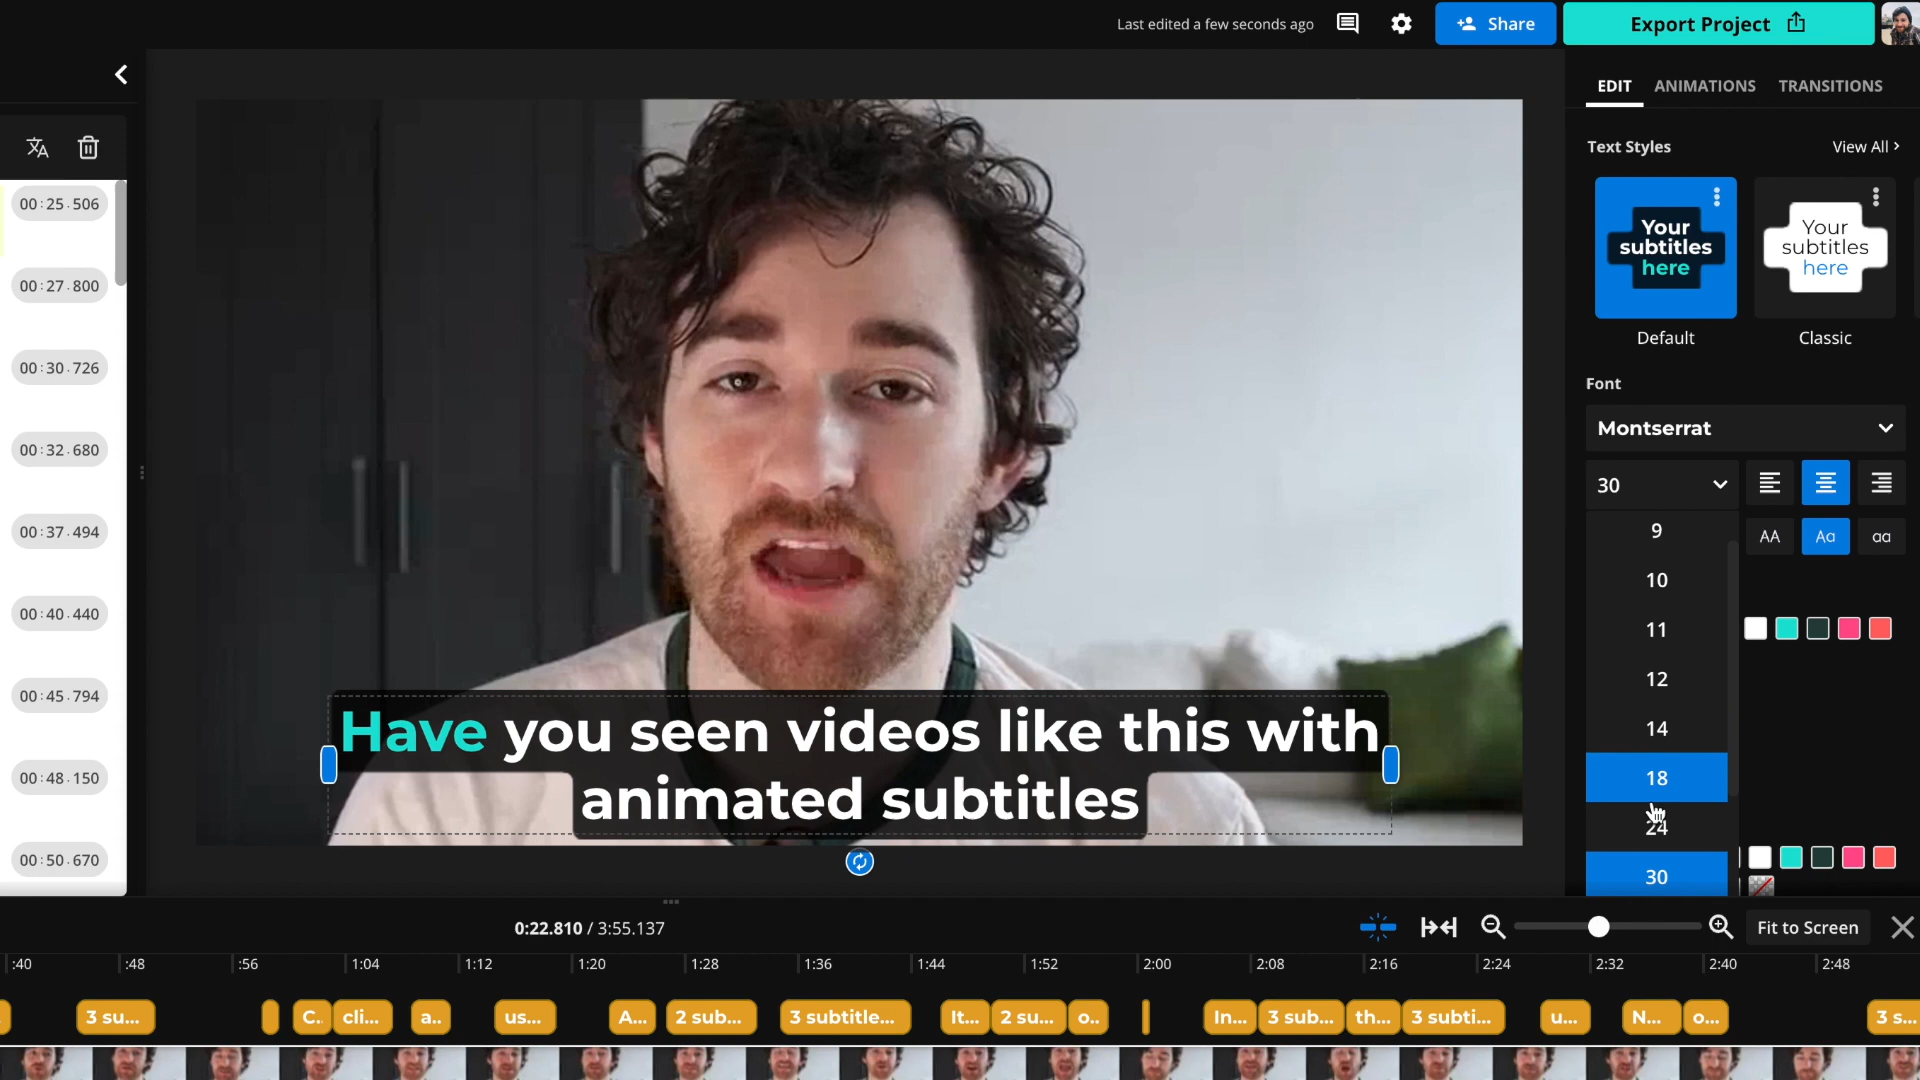 Last edited a few seconds ago
Share
Export Project
EDIT ANIMATIONS TRANSITIONS
Text Styles
View All
Your
subtitles
here
Your
subtitles
here
Default
Classic
Font
Montserrat
30
AA Aa aa
9
10
11
12
14
18
24
30
00:25.506
00:27.800
00:30.726
00:32.680
00:37.494
00:40.440
00:45.794
00:48.150
00:50.670
Have you seen videos like this with
animated subtitles
0:22.810 / 3:55.137
Fit to Screen
:40 :48 :56 1:04 1:12 1:20 1:28 1:36 1:44 1:52 2:00 2:08 2:16 2:24 2:32 2:40 2:48
3 su... C.. cli... a.. us... A... 2 sub... 3 subtitle... It... 2 su... o.. In... 3 sub... th... 3 subti... u... N... o... 3 s...